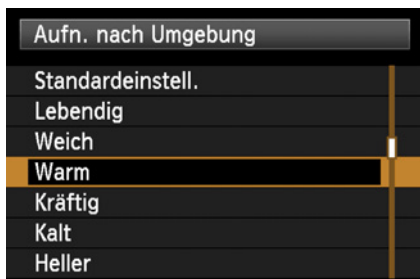 Aufn. nach Umgebung
Standardeinstell.
Lebendig
Weich
Warm
Kräftig
Kalt
Heller